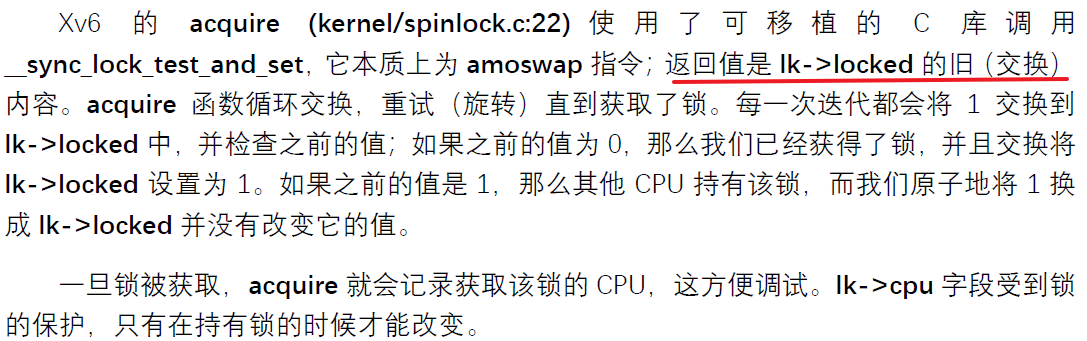 Xv6 的 acquire (kernel/spinlock.c:22) 使用了可移植的 C 库调用
__sync_lock_test_and_set，它本质上为 amoswap 指令；返回值是 lk->locked 的旧（交换）
内容。acquire 函数循环交换，重试（旋转）直到获取了锁。每一次迭代都会将 1 交换到
lk->locked 中，并检查之前的值；如果之前的值为 0，那么我们已经获得了锁，并且交换将
lk->locked 设置为 1。如果之前的值是 1，那么其他 CPU 持有该锁，而我们原子地将 1 换
成 lk->locked 并没有改变它的值。
一旦锁被获取，acquire 就会记录获取该锁的 CPU，这方便调试。lk->cpu 字段受到锁
的保护，只有在持有锁的时候才能改变。